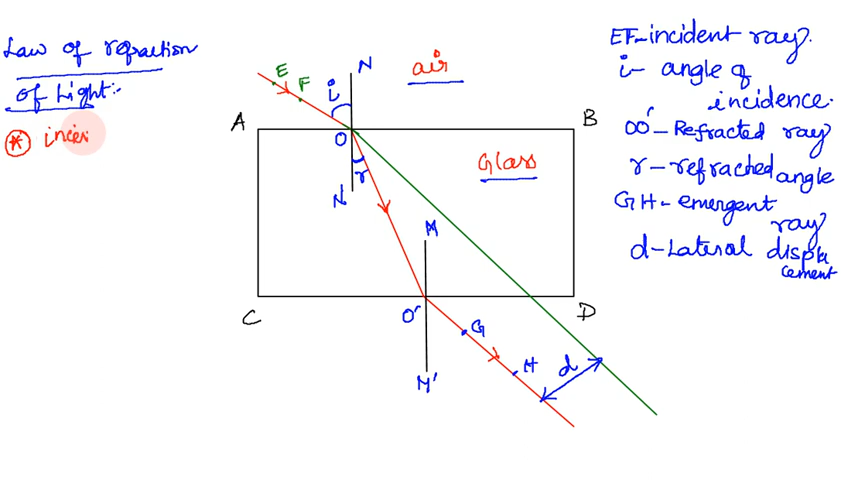 Law of refraction
of Light:-
* incei
E
F
i
N
air
A
B
O
Glass
r
N'
M
C
O'
D
G
H
M'
d
EF-incident ray.
i- angle of
incidence.
OO'-Refracted ray
r-refracted angle
GH-emergent
ray
d-Lateral displa
cement